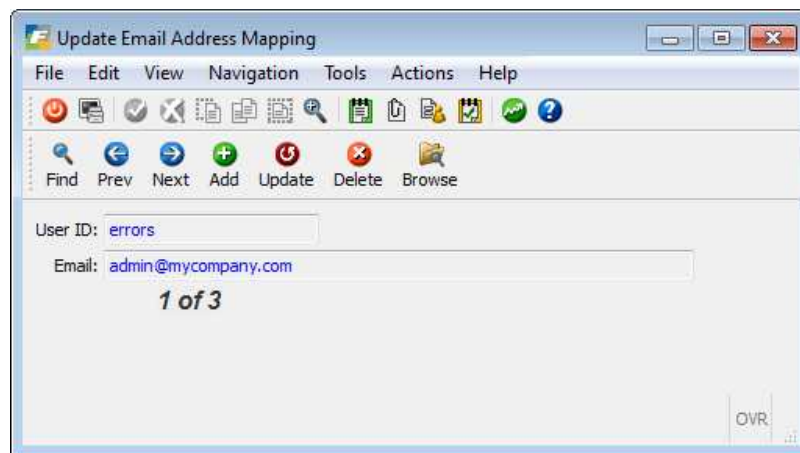 Update Email Address Mapping
File Edit View Navigation Tools Actions Help
Find Prev Next Add Update Delete Browse
User ID: errors
Email: admin@mycompany.com
1 of 3
OVR